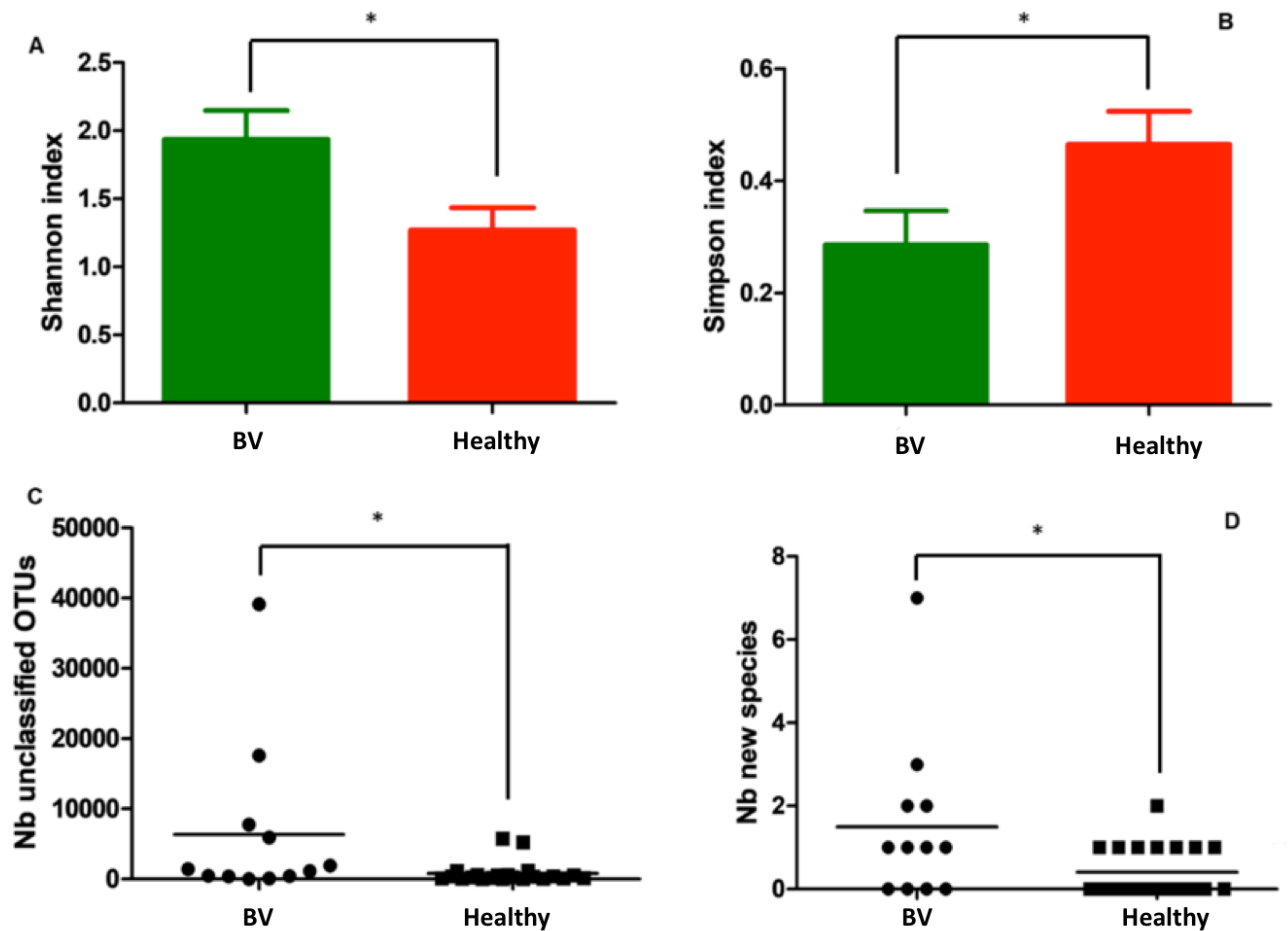 A
*
Shannon index
2.5
2.0
1.5
1.0
0.5
0.0
BV
Healthy
B
*
Simpson index
0.6
0.4
0.2
0.0
BV
Healthy
C
*
Nb unclassified OTUs
50000
40000
30000
20000
10000
0
BV
Healthy
D
*
Nb new species
8
6
4
2
0
BV
Healthy